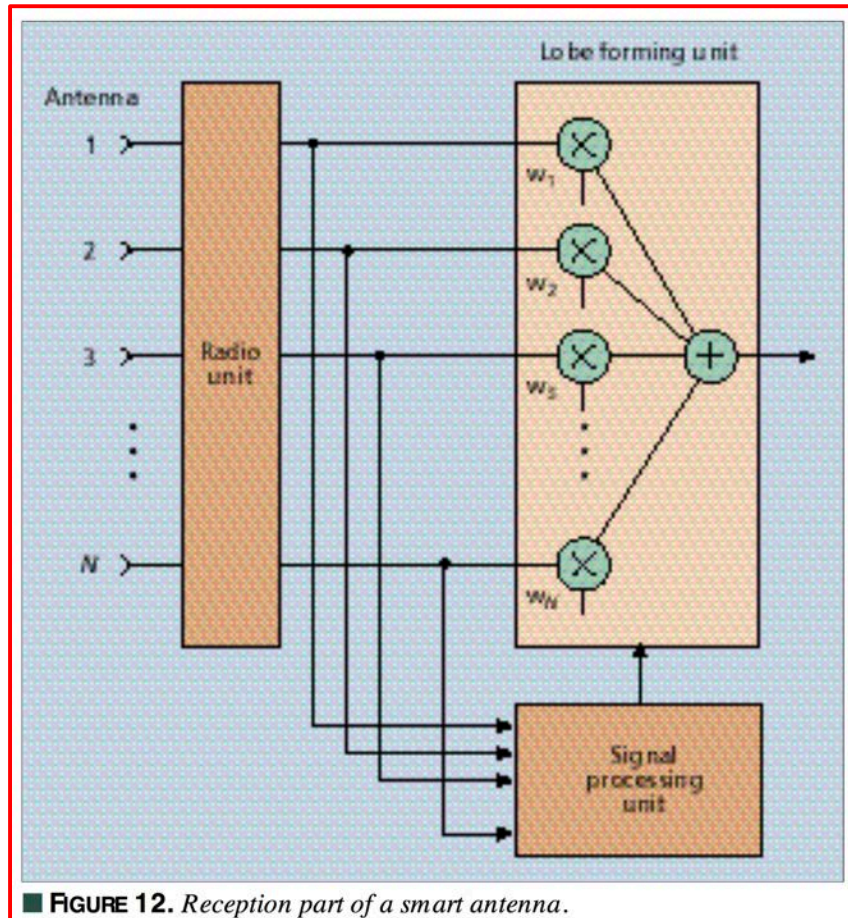 Lobe forming unit
Antenna
1
w1
2
w2
3
Radio
unit
w3
N
wN
Signal
processing
unit
FIGURE 12. Reception part of a smart antenna.